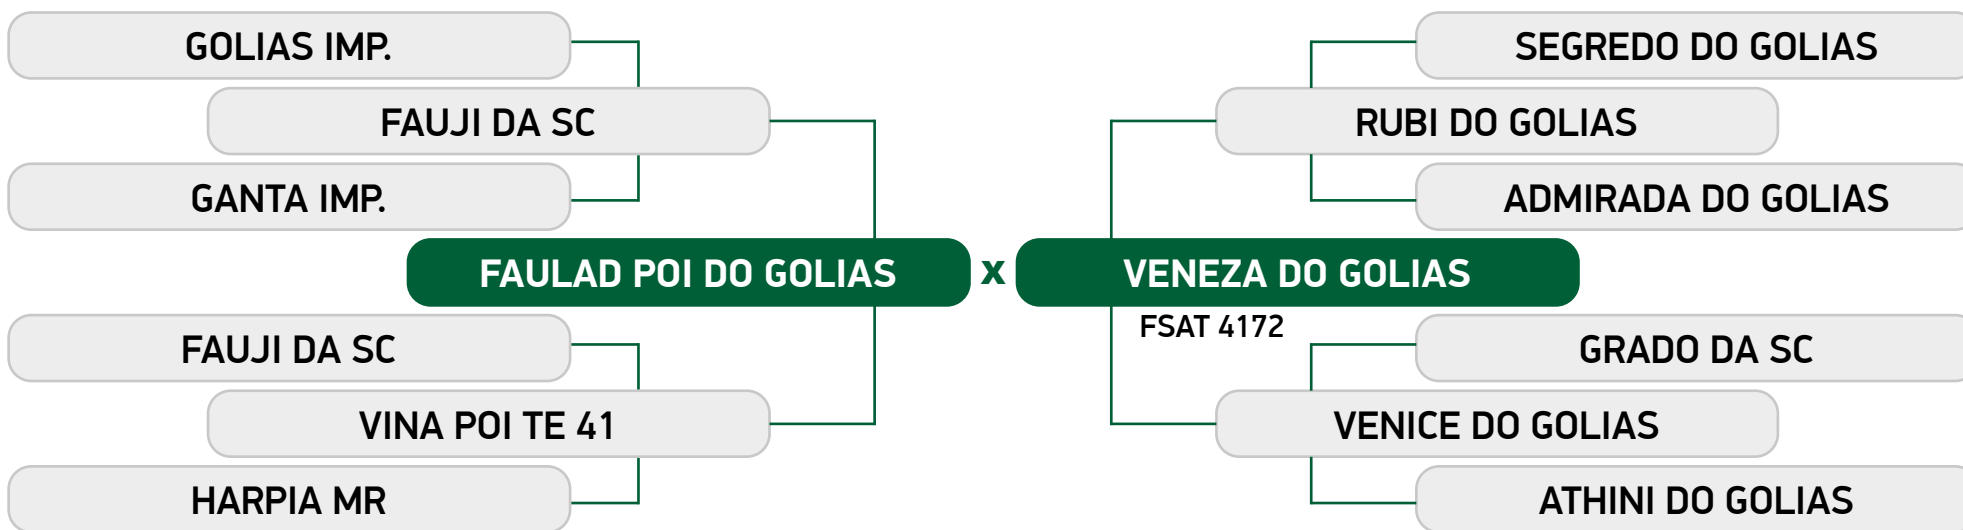 GOLIAS IMP.
SEGREDO DO GOLIAS
FAUJI DA SC
RUBI DO GOLIAS
GANTA IMP.
ADMIRADA DO GOLIAS
FAULAD POI DO GOLIAS x VENEZA DO GOLIAS
FSAT 4172
FAUJI DA SC
GRADO DA SC
VINA POI TE 41
VENICE DO GOLIAS
HARPIA MR
ATHINI DO GOLIAS